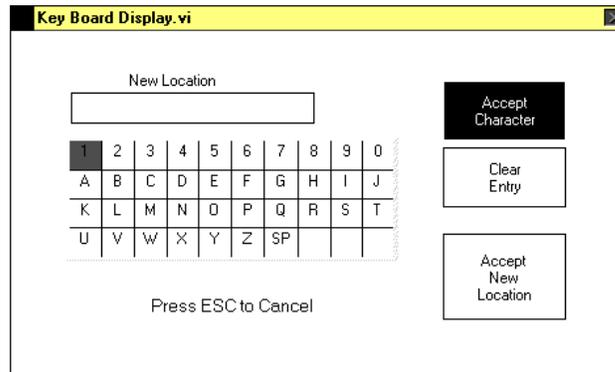 Key Board Display.vi
New Location
1 2 3 4 5 6 7 8 9 0
A B C D E F G H I J
K L M N O P Q R S T
U V W X Y Z SP
Press ESC to Cancel
Accept
Character
Clear
Entry
Accept
New
Location